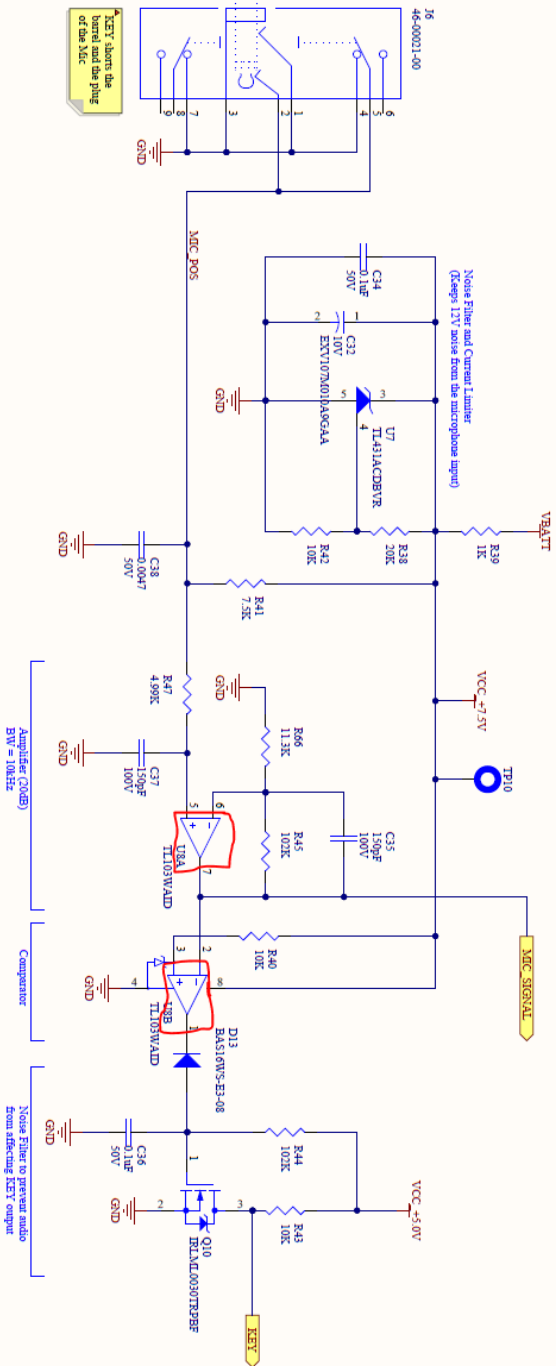 J6
46-00021-00
6
5
4
1
2
3
7
8
9
GND
KEY shorts the
barrel and the plug
of the Mic
MIC_POS
Noise Filter and Current Limiter
(Keeps 12V noise from the microphone input)
VBATT
R39
1K
C34
0.1uF
50V
1
2
C32
10V
EXV107M010A9GAA
U7
TL431ACDBVR
3
4
5
R38
20K
R42
10K
GND
VCC_+7.5V
TP10
R41
7.5K
C38
0.0047
50V
GND
R47
4.99K
C37
150pF
100V
GND
R66
11.3K
GND
R45
102K
C35
150pF
100V
6
5
7
U8A
TL103WAID
MIC_SIGNAL
R40
10K
2
3
8
4
1
U8B
TL103WAID
GND
D13
BAS16WS-E3-08
VCC_+5.0V
R44
102K
R43
10K
C36
0.1uF
50V
GND
1
3
2
Q10
IRLML0030TRPBF
GND
KEY
Amplifier (20dB)
BW = 10kHz
Comparator
Noise Filter to prevent audio
from affecting KEY output